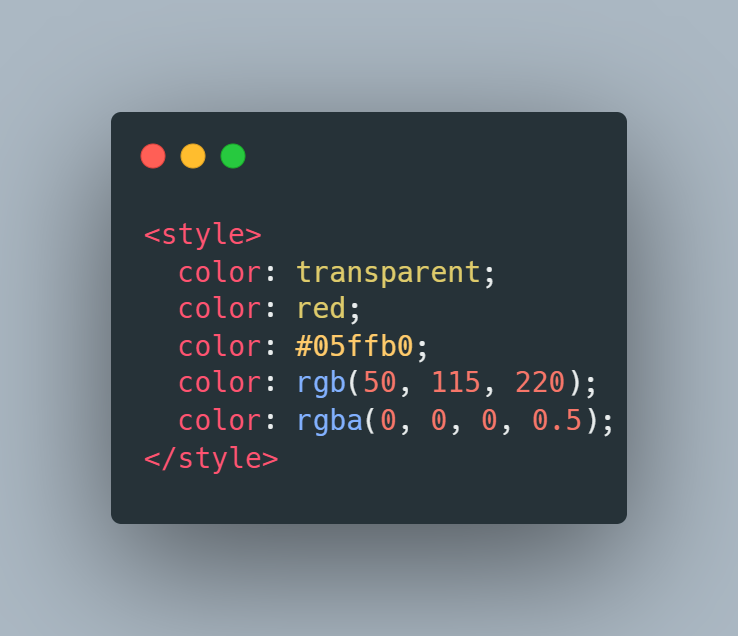 <style>
  color: transparent;
  color: red;
  color: #05ffb0;
  color: rgb(50, 115, 220);
  color: rgba(0, 0, 0, 0.5);
</style>